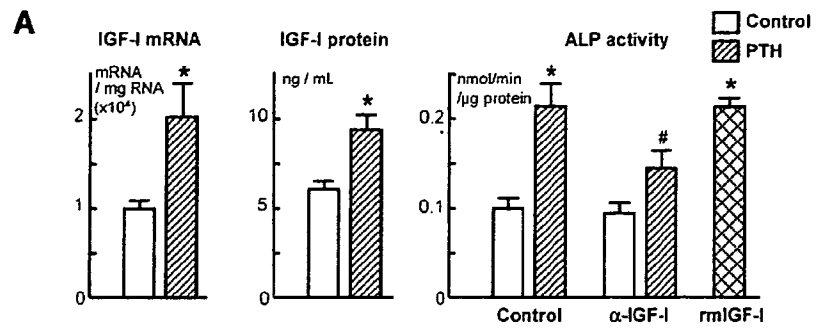 A
IGF-I mRNA
IGF-I protein
ALP activity
Control
PTH
mRNA
/ mg RNA
(x10⁴)
*
2
1
0
ng / mL
*
10
5
0
nmol/min
/µg protein
*
#
*
0.2
0.1
0
Control
α-IGF-I
rmIGF-I